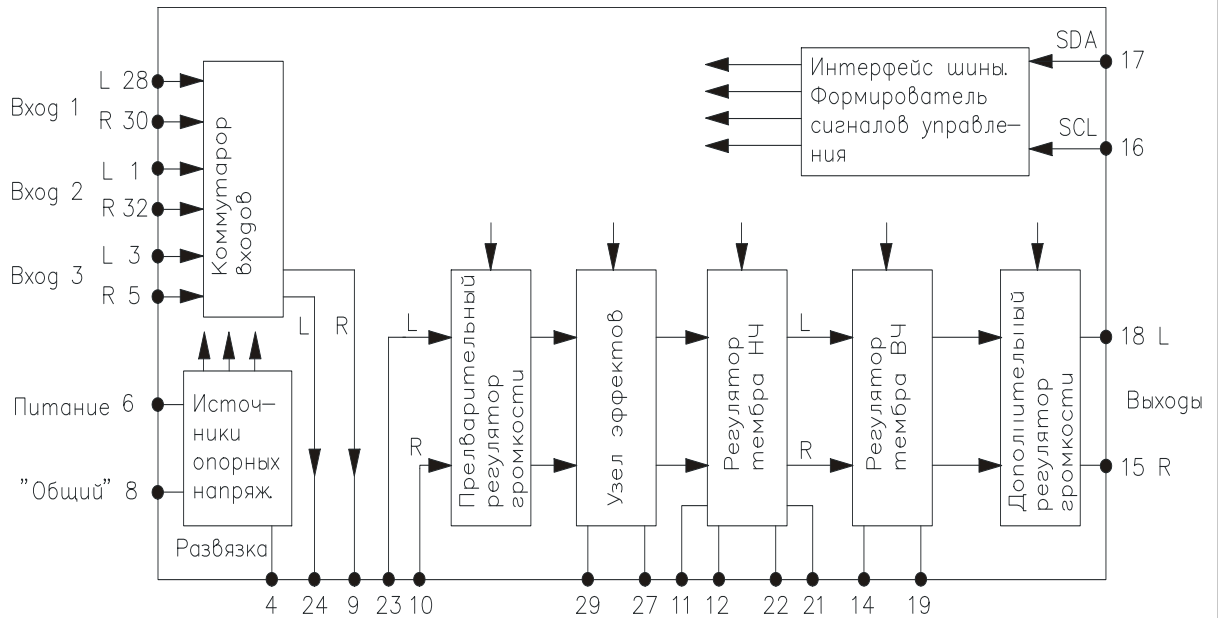 SDA
17
Интерфейс шины.
Формирователь
сигналов управле-
ния
SCL
16
L 28
Вход 1
R 30
L 1
Вход 2
R 32
L 3
Вход 3
R 5
Коммутарор
входов
L
R
Питание 6
"Общий" 8
Источ-
ники
опорных
напряж.
Развязка
L
R
Прелварительный
регулятор
громкости
Узел эффектов
Регулятор
тембра НЧ
L
R
Регулятор
тембра ВЧ
Дополнительный
регулятор
громкости
18 L
Выходы
15 R
4
24
9
23
10
29
27
11
12
22
21
14
19